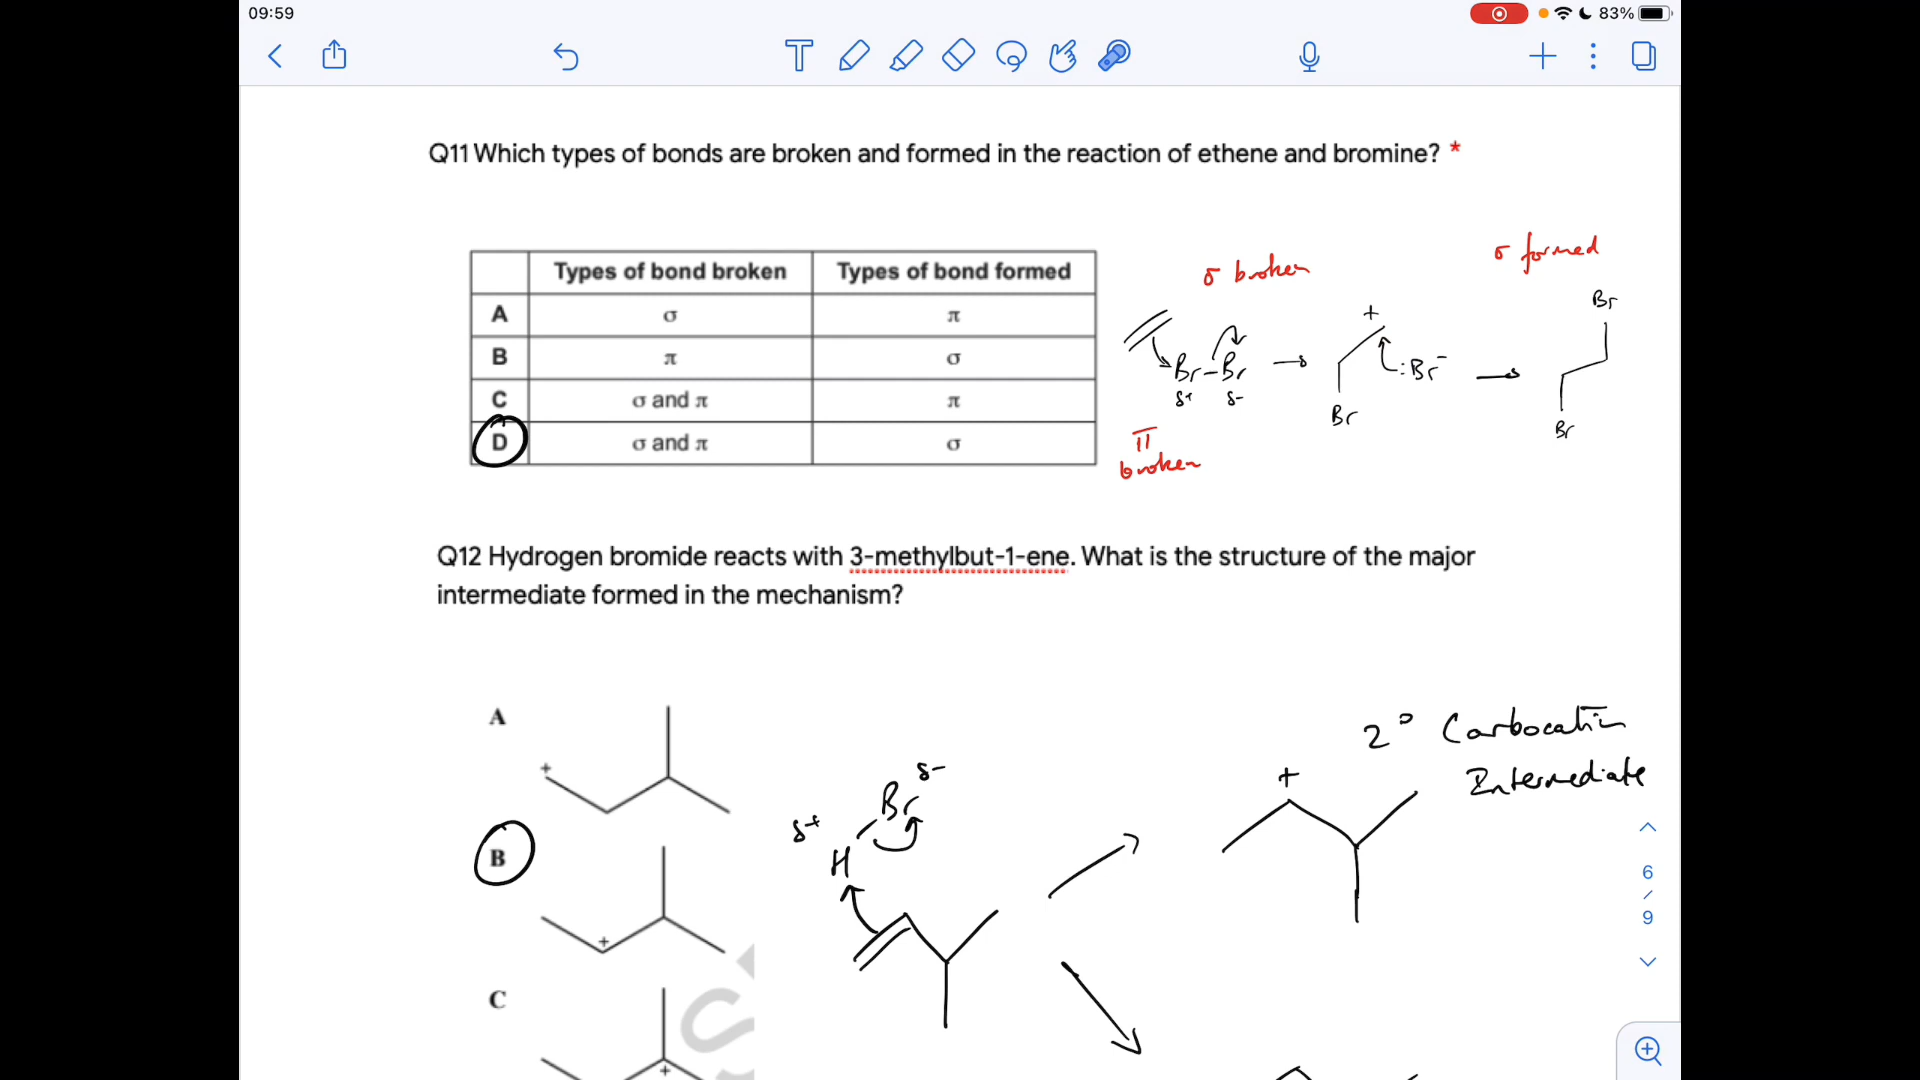 09:59
83%
T
Q11 Which types of bonds are broken and formed in the reaction of ethene and bromine? *
Types of bond broken Types of bond formed
A σ π
B π σ
C σ and π π
D σ and π σ
σ broken
σ formed
Br-Br
δ+ δ-
+
:Br⁻
Br
Br
Br
π
broken
Q12 Hydrogen bromide reacts with 3-methylbut-1-ene. What is the structure of the major
intermediate formed in the mechanism?
A
+
B
+
C
+
δ-
Br
δ+
H
+
2° Carbocation
Intermediate
6
/
9